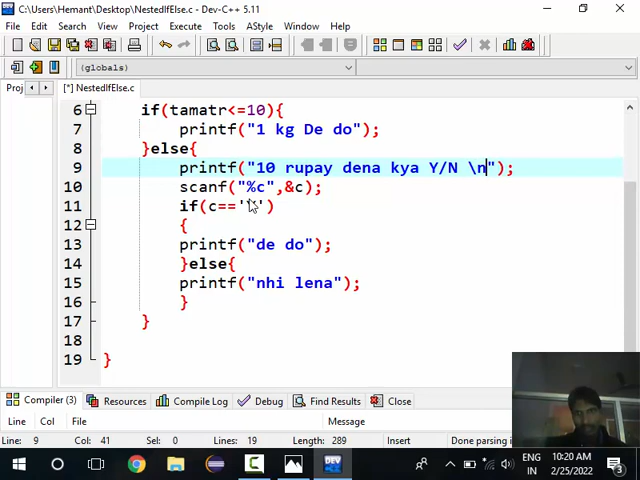 C:\Users\Hemant\Desktop\NestedIfElse.c - Dev-C++ 5.11
File Edit Search View Project Execute Tools AStyle Window Help
(globals)
Pr [*] NestedIfElse.c
6 if(tamatr<=10){
7 printf("1 kg De do");
8 }else{
9 printf("10 rupay dena kya Y/N \n");
10 scanf("%c",&c);
11 if(c==' ')
12 {
13 printf("de do");
14 }else{
15 printf("nhi lena");
16 }
17 }
18
19 }
Compiler (3) Resources Compile Log Debug Find Results Close
Line Col File Message
Line: 9 Col: 41 Sel: 0 Lines: 19 Length: 289 Insert Done parsing i
DEV
ENG
IN
10:20 AM
2/25/2022
3